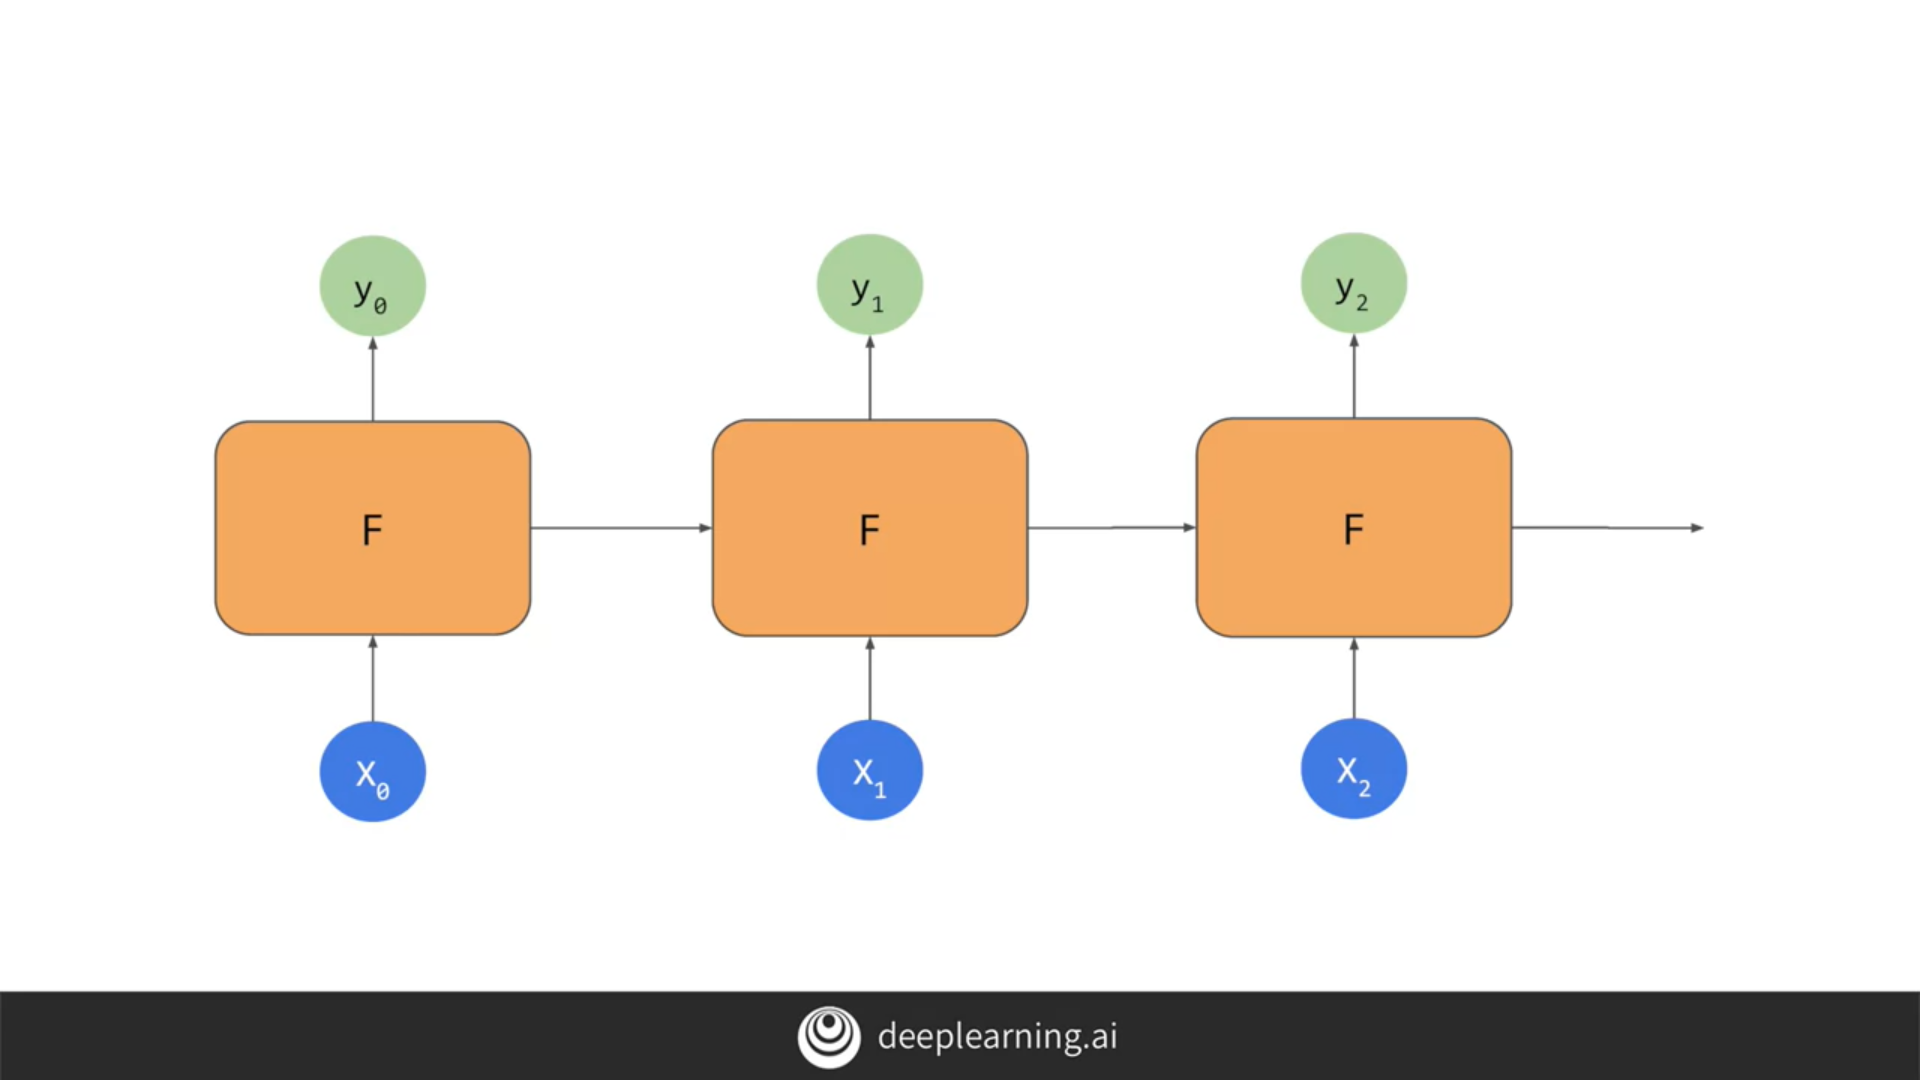 y₀ y₁ y₂
F F F
X₀ X₁ X₂
deeplearning.ai